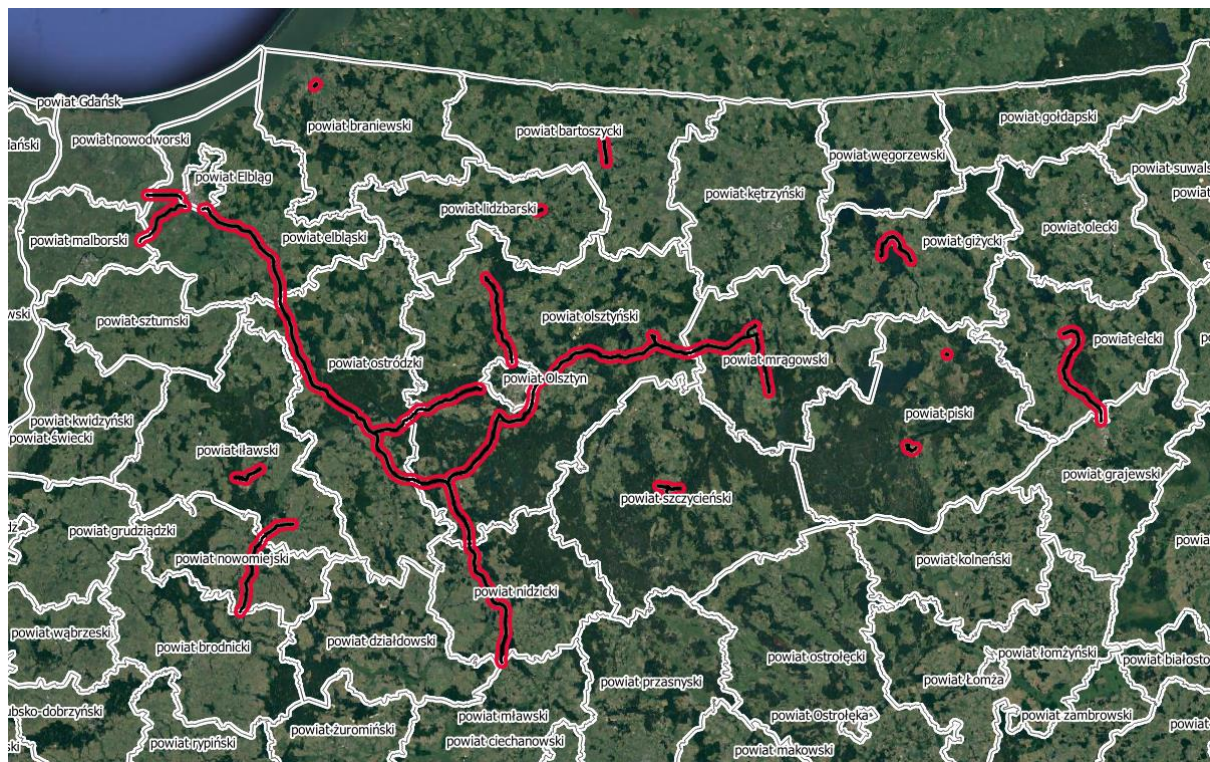 powiat Gdańsk
powiat gołdapski
powiat braniewski
powiat bartoszycki
powiat nowodworski
powiat węgorzewski
powiat suwals
powiat Elbląg
powiat kętrzyński
powiat lidzbarski
powiat olecki
powiat elbląski
powiat malborski
powiat giżycki
powiat olsztyński
powiat sztumski
powiat ełcki
powiat ostródzki
powiat mrągowski
powiat Olsztyn
powiat piski
powiat kwidzyński
powiat świecki
powiat iławski
powiat grajewski
powiat szczycieński
powiat grudziądzki
powiat nowomiejski
powiat kolneński
powiat nidzicki
powiat wąbrzeski
powiat działdowski
powiat brodnicki
powiat ostrołęcki
powiat łomżyński
powiat białosto
powiat przasnyski
powiat Łomża
ubsko-dobrzyński
powiat mławski
powiat Ostrołęka
powiat zambrowski
powiat żuromiński
powiat rypiński
powiat ciechanowski
powiat makowski